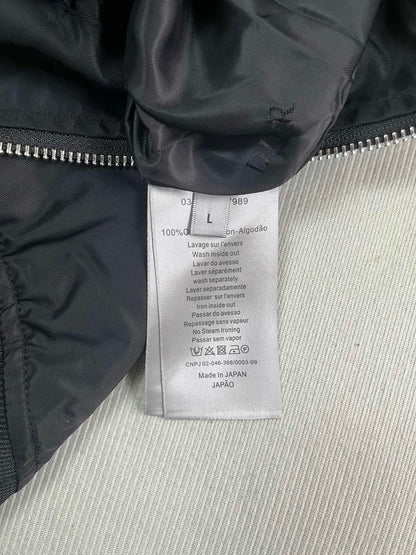 03
989
L
100%
on-Algodão
Lavage sur l'envers
Wash inside out
Lavar do avesso
Laver séparément
wash separately
Lavar separadamente
Repasser sur l'envers
Iron inside out
Passar do avesso
Repassage sans vapeur
No Steam Ironing
Passar sem vapor
CNPJ 02-046-366/0003-99
Made in JAPAN
JAPÃO